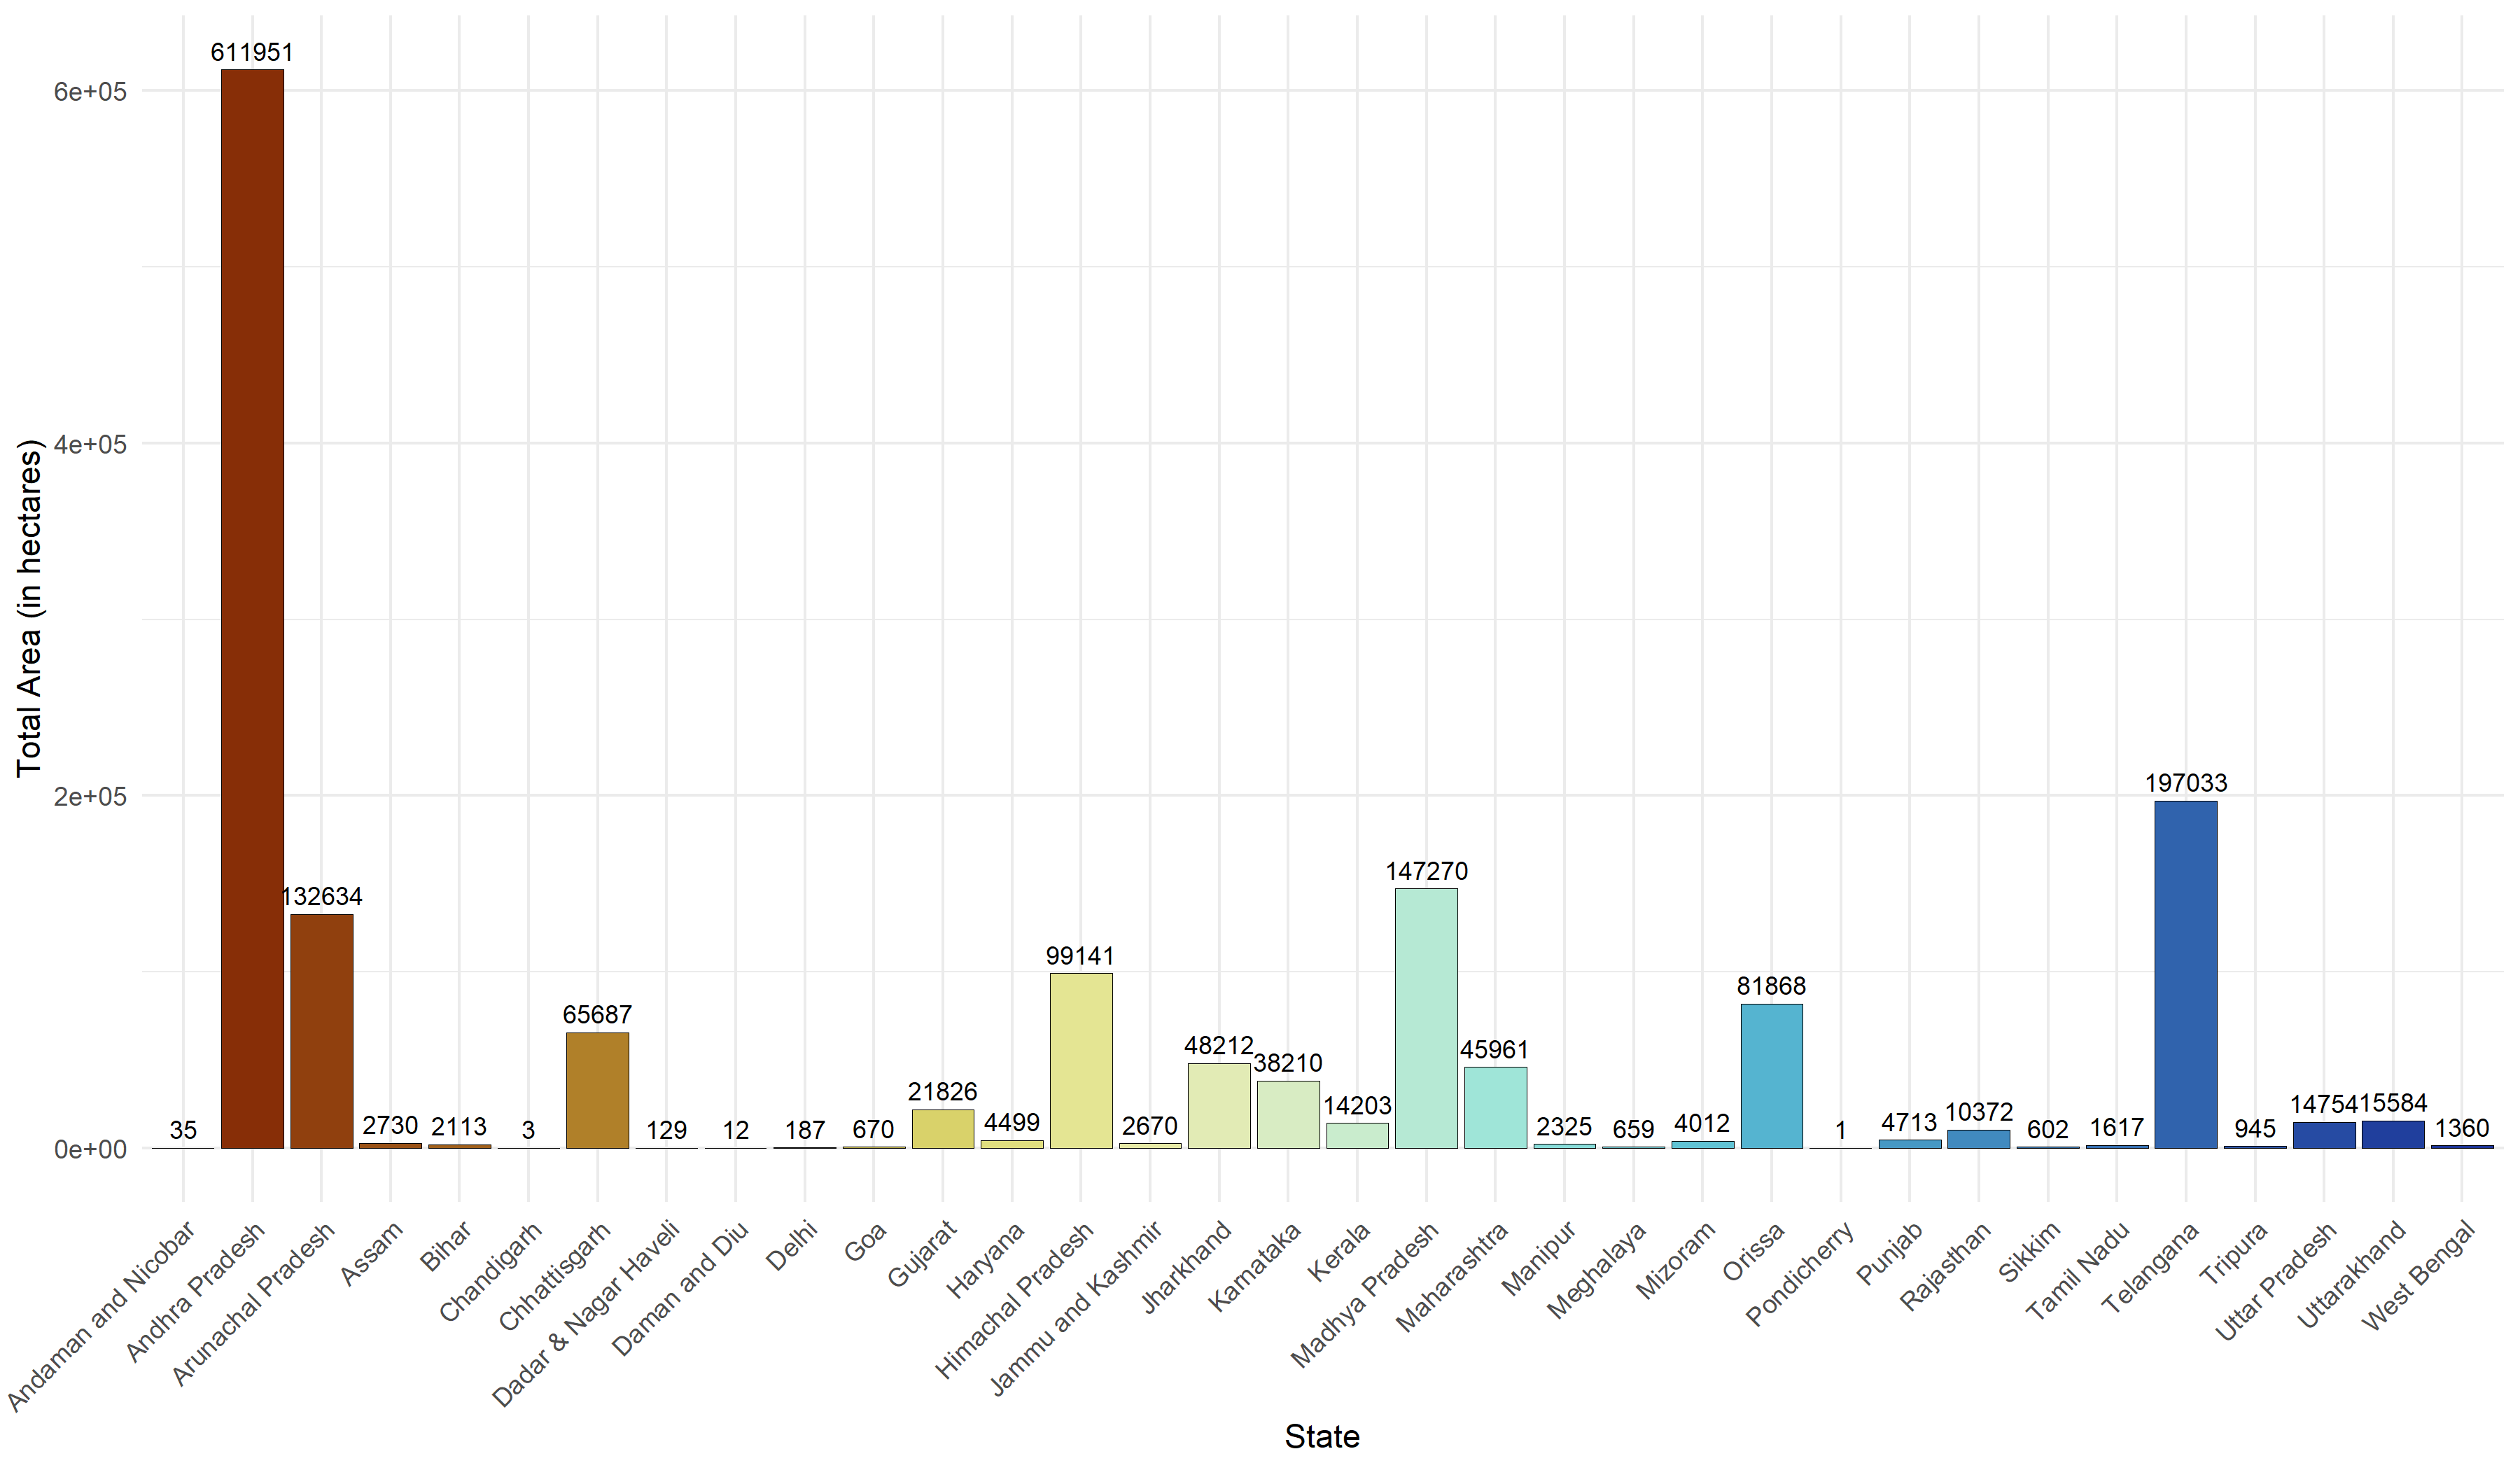 Total Area (in hectares)
6e+05
4e+05
2e+05
0e+00
35
611951
132634
2730
2113
3
65687
129
12
187
670
21826
4499
99141
2670
48212
38210
14203
147270
45961
2325
659
4012
81868
1
4713
10372
602
1617
197033
945
14754
15584
1360
Andaman and Nicobar
Andhra Pradesh
Arunachal Pradesh
Assam
Bihar
Chandigarh
Chhattisgarh
Dadar & Nagar Haveli
Daman and Diu
Delhi
Goa
Gujarat
Haryana
Himachal Pradesh
Jammu and Kashmir
Jharkhand
Karnataka
Kerala
Madhya Pradesh
Maharashtra
Manipur
Meghalaya
Mizoram
Orissa
Pondicherry
Punjab
Rajasthan
Sikkim
Tamil Nadu
Telangana
Tripura
Uttar Pradesh
Uttarakhand
West Bengal
State